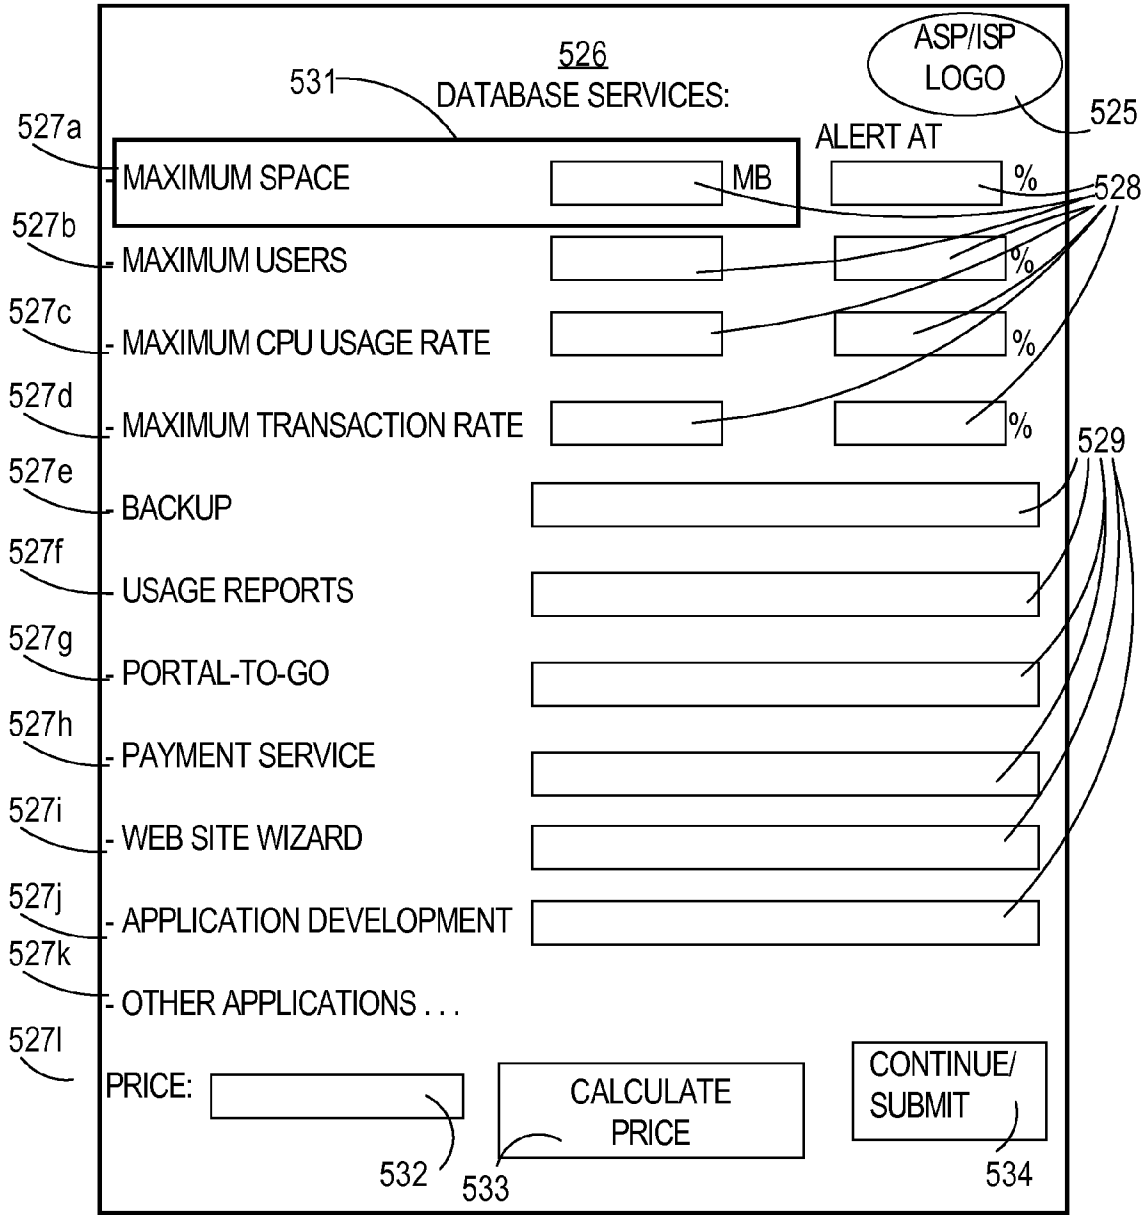 ASP/ISP
LOGO
526
531
DATABASE SERVICES:
525
527a
ALERT AT
MAXIMUM SPACE MB %
528
527b
- MAXIMUM USERS %
527c
- MAXIMUM CPU USAGE RATE %
527d
- MAXIMUM TRANSACTION RATE %
529
527e
- BACKUP
527f
- USAGE REPORTS
527g
- PORTAL-TO-GO
527h
- PAYMENT SERVICE
527i
- WEB SITE WIZARD
527j
- APPLICATION DEVELOPMENT
527k
- OTHER APPLICATIONS . . .
527l
PRICE:
CALCULATE
PRICE
CONTINUE/
SUBMIT
532
533
534